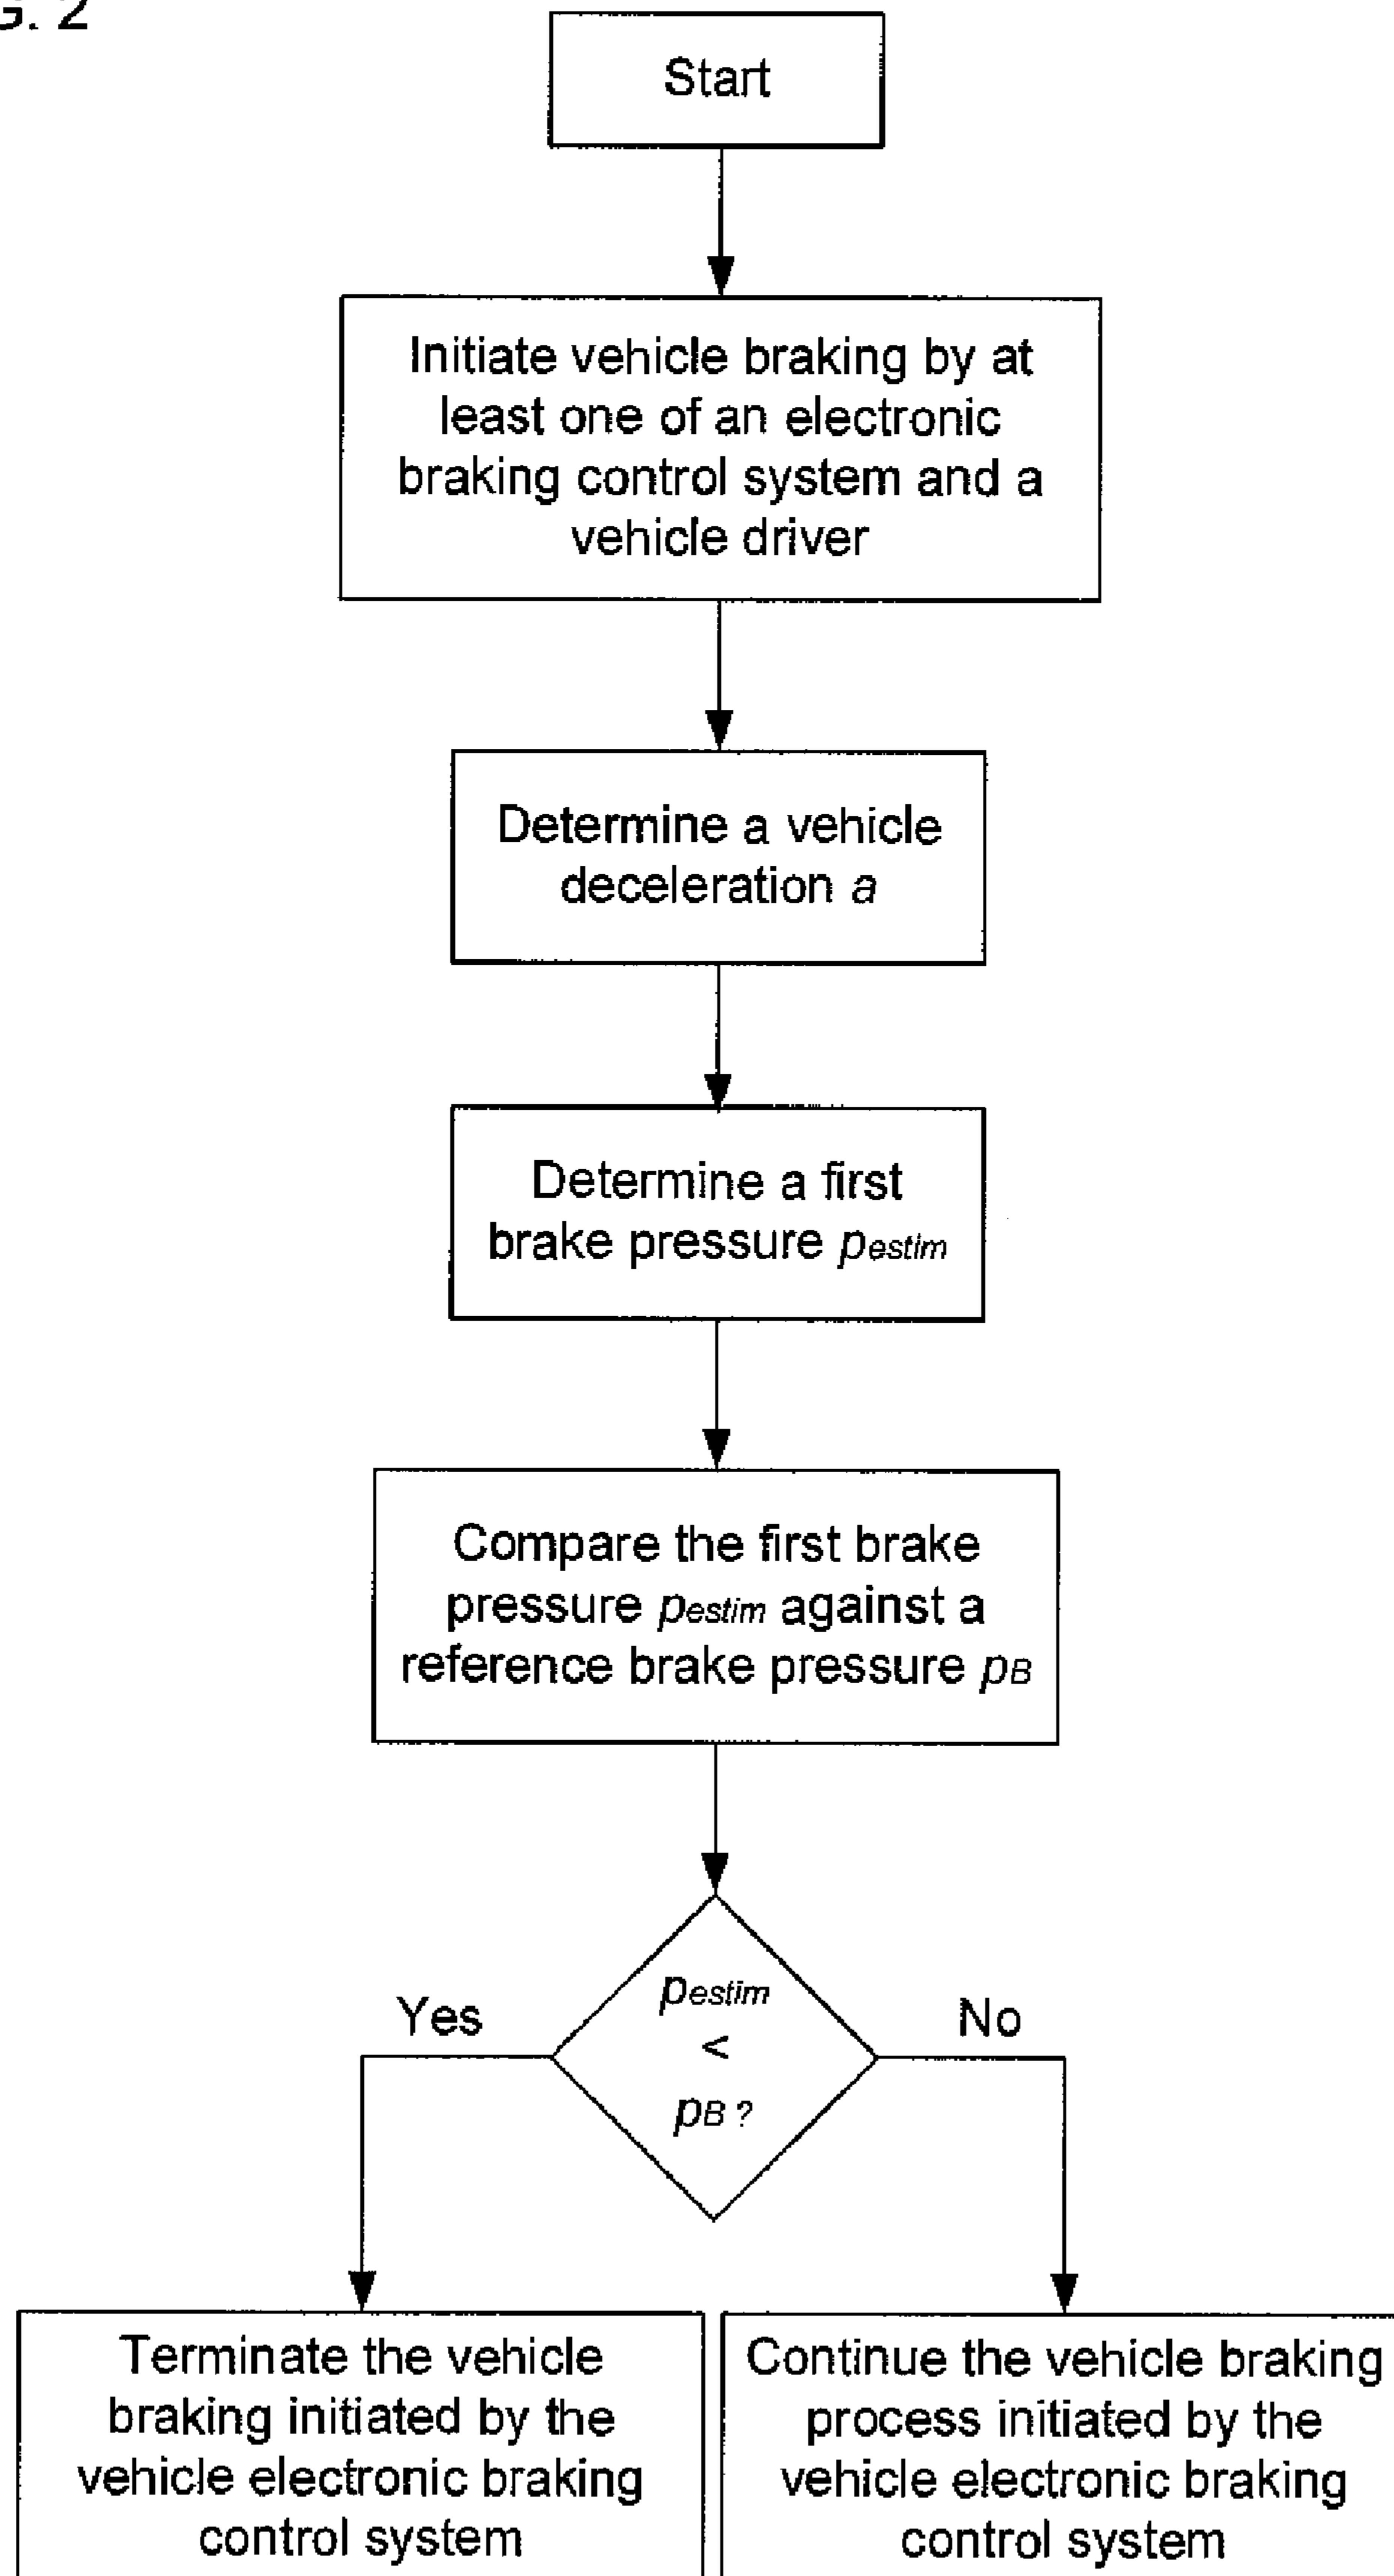 G. 2
Start
Initiate vehicle braking by at
least one of an electronic
braking control system and a
vehicle driver
Determine a vehicle
deceleration a
Determine a first
brake pressure pestim
Compare the first brake
pressure pestim against a
reference brake pressure pB
pestim
<
pB ?
Yes
No
Terminate the vehicle
braking initiated by the
vehicle electronic braking
control system
Continue the vehicle braking
process initiated by the
vehicle electronic braking
control system